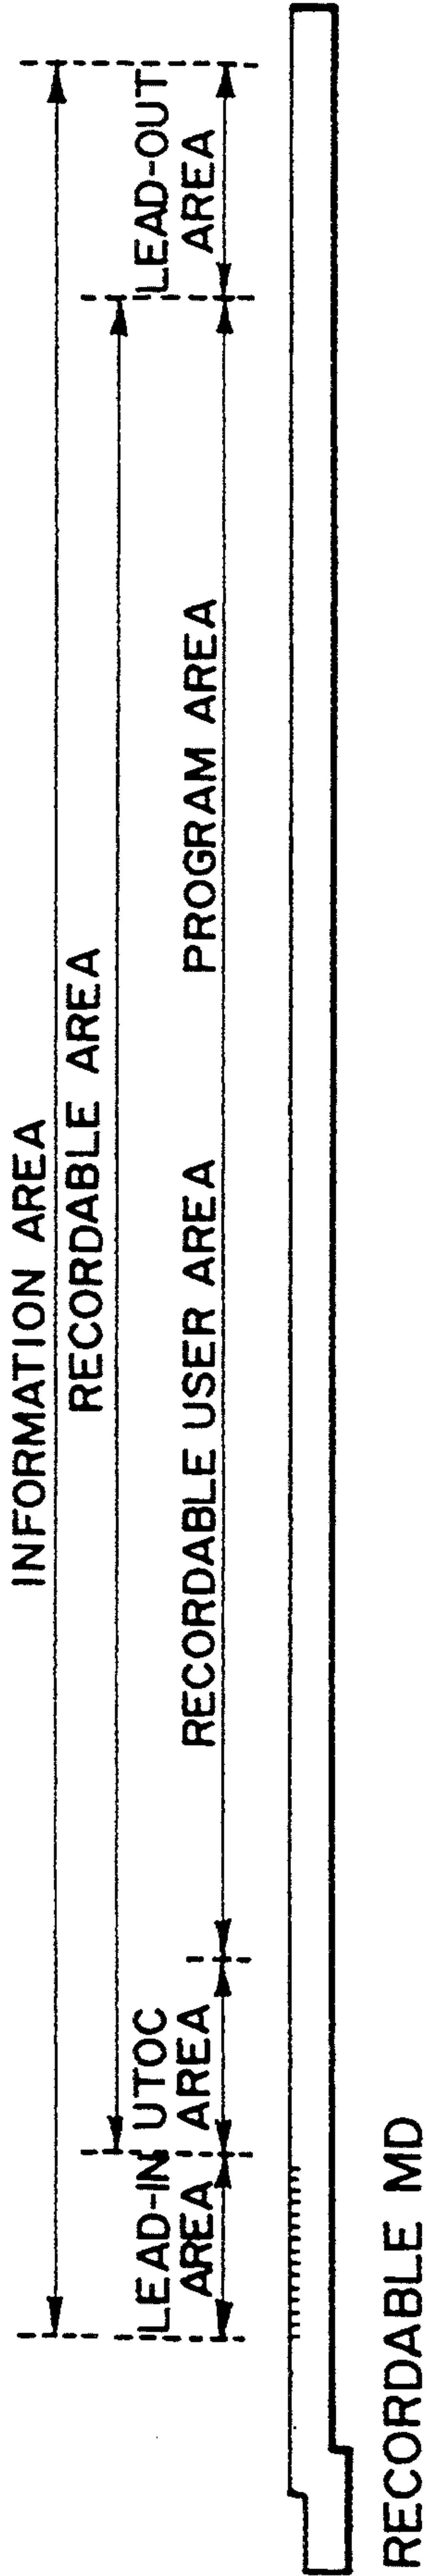 INFORMATION AREA
RECORDABLE AREA
LEAD-IN
AREA
UTOC
AREA
RECORDABLE USER AREA
PROGRAM AREA
LEAD-OUT
AREA
RECORDABLE MD